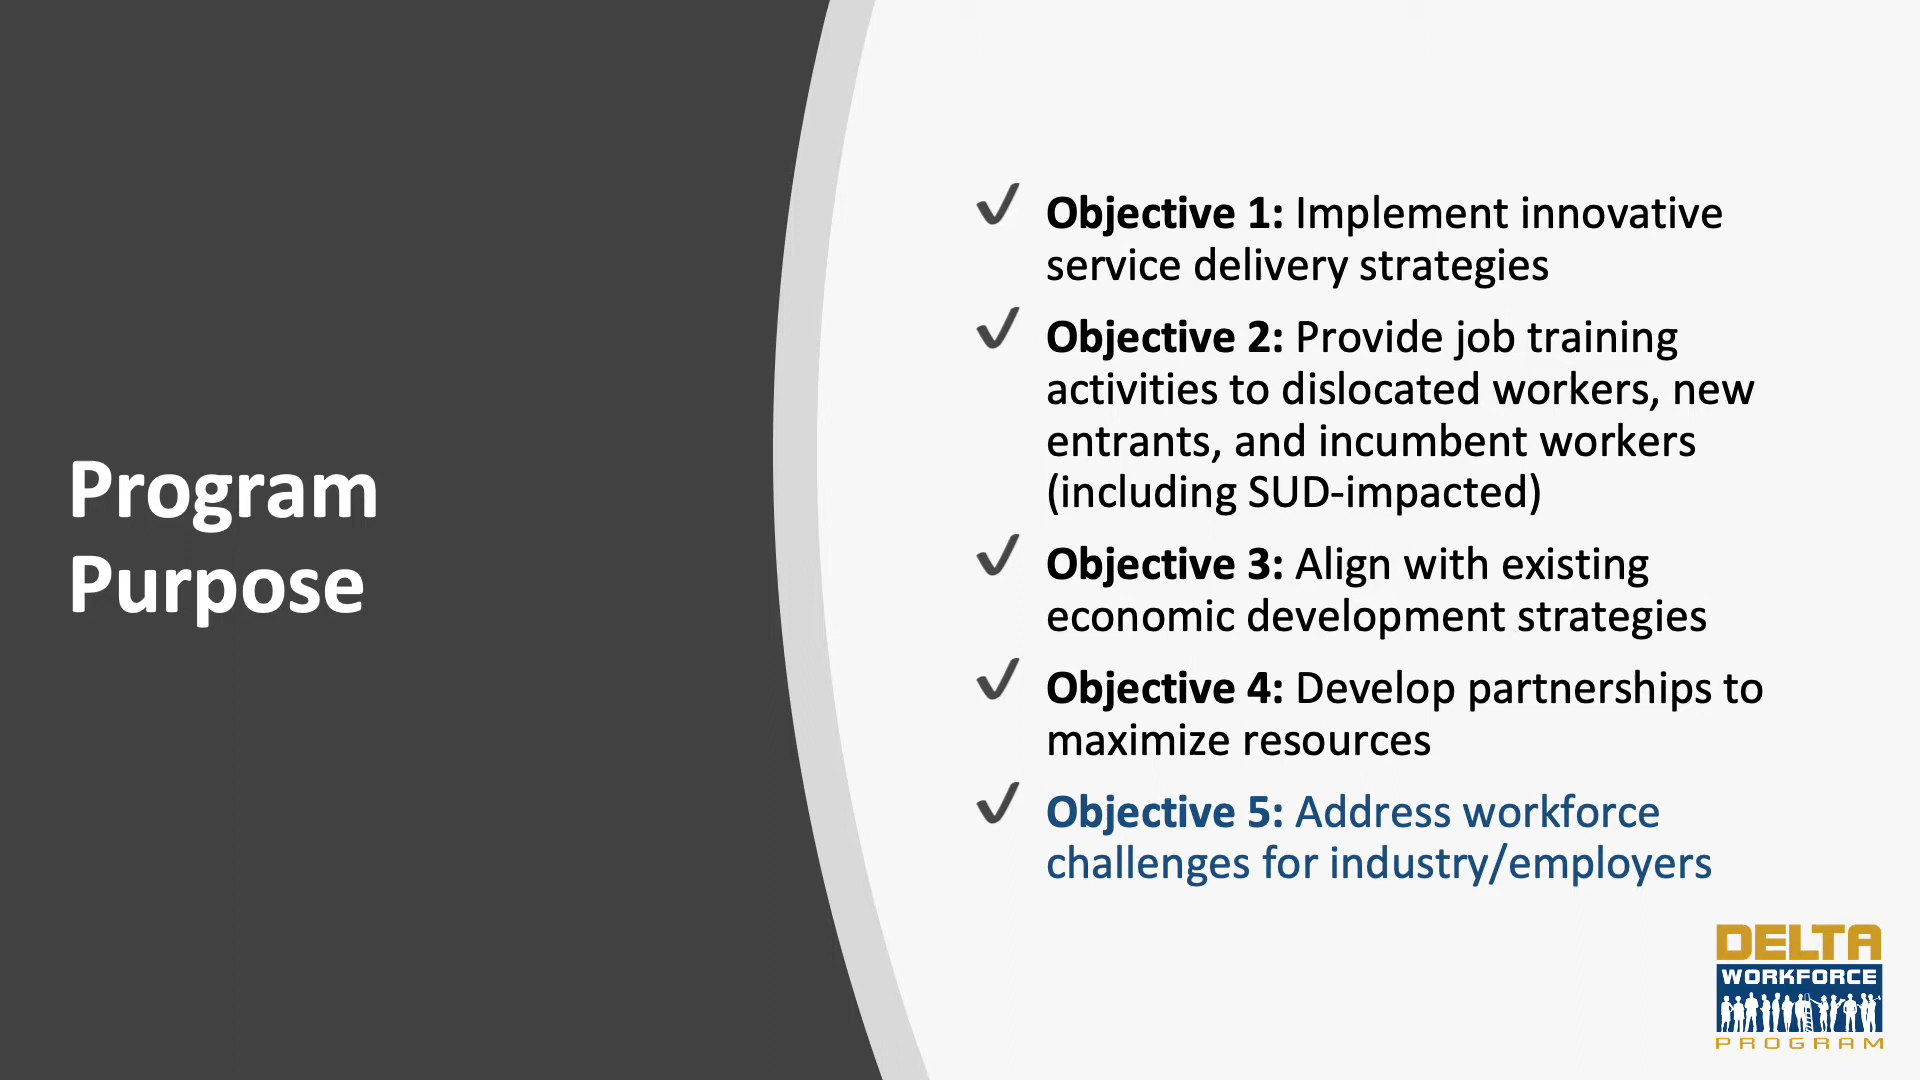 Program
Purpose
Objective 1: Implement innovative
service delivery strategies
Objective 2: Provide job training
activities to dislocated workers, new
entrants, and incumbent workers
(including SUD-impacted)
Objective 3: Align with existing
economic development strategies
Objective 4: Develop partnerships to
maximize resources
Objective 5: Address workforce
challenges for industry/employers
DELTA
WORKFORCE
PROGRAM